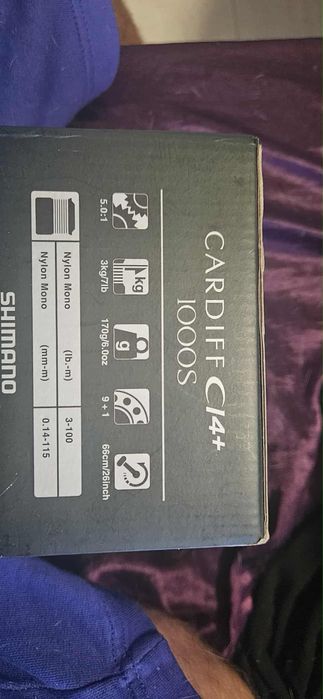 CARDIFF CI4+
1000S
kg
g
5.0:1
3kg/7lb
170g/6.0oz
9+1
66cm/26inch
Nylon Mono (lb.-m) 3-100
Nylon Mono (mm-m) 0.14-115
SHIMANO